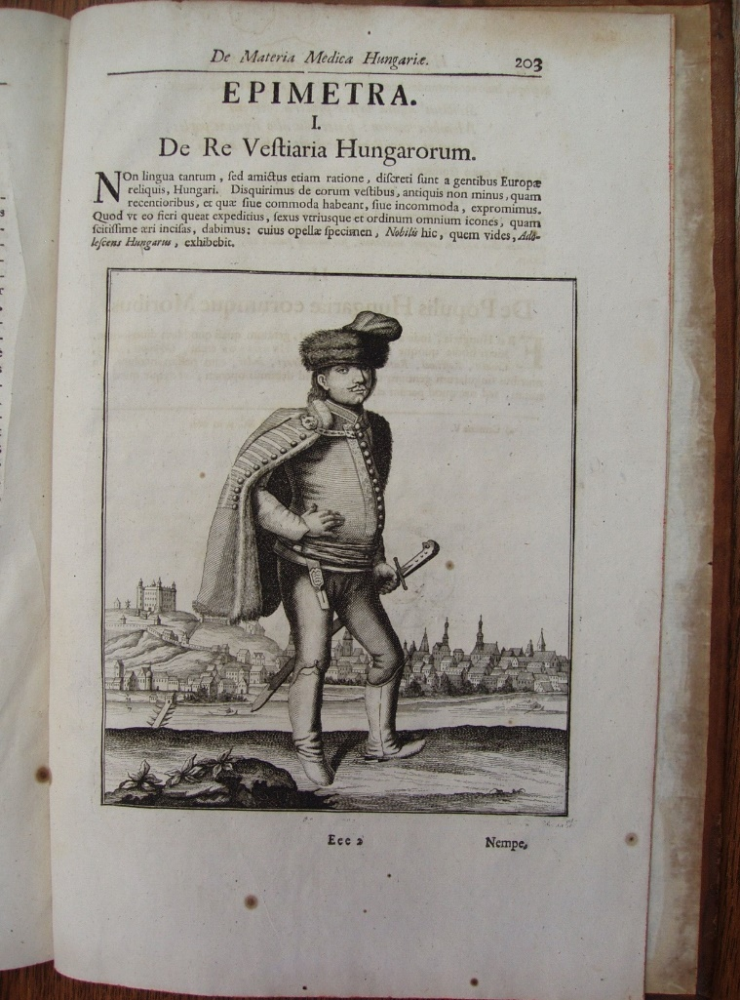 De Materia Medica Hungariæ. 203
EPIMETRA.
I.
De Re Veſtiaria Hungarorum.
NOn lingua tantum, ſed amictus etiam ratione, diſcreti ſunt a gentibus Europæ
reliquis, Hungari. Diſquirimus de eorum veſtibus, antiquis non minus, quam
recentioribus, et quæ ſiue commoda habeant, ſiue incommoda, expromimus.
Quod vt eo fieri queat expeditius, ſexus vtriusque et ordinum omnium icones, quam
ſcitiſſime æri inciſas, dabimus: cuius opellæ ſpecimen, Nobilis hic, quem vides, Ado-
leſcens Hungarus, exhibebit.
Eee 2 Nempe,